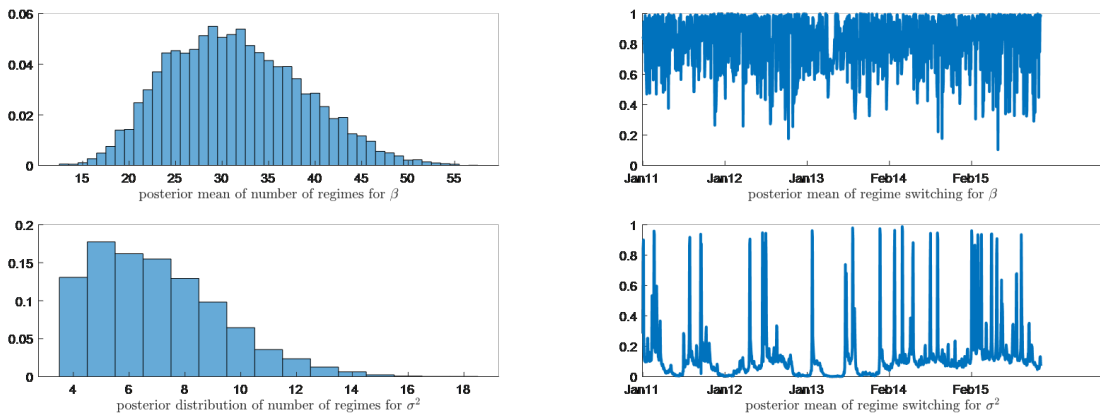 0.06
0.04
0.02
0
15 20 25 30 35 40 45 50 55
posterior mean of number of regimes for β
1
0.8
0.6
0.4
0.2
0
Jan11 Jan12 Jan13 Feb14 Feb15
posterior mean of regime switching for β
0.2
0.15
0.1
0.05
0
4 6 8 10 12 14 16 18
posterior distribution of number of regimes for σ²
1
0.8
0.6
0.4
0.2
0
Jan11 Jan12 Jan13 Feb14 Feb15
posterior mean of regime switching for σ²